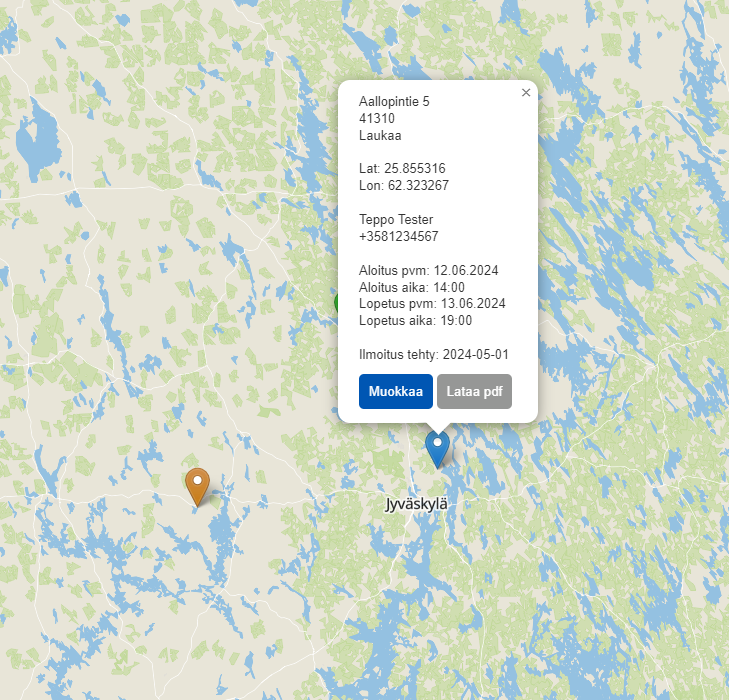 Aallopintie 5
41310
Laukaa
Lat: 25.855316
Lon: 62.323267
Teppo Tester
+3581234567
Aloitus pvm: 12.06.2024
Aloitus aika: 14:00
Lopetus pvm: 13.06.2024
Lopetus aika: 19:00
Ilmoitus tehty: 2024-05-01
Muokkaa Lataa pdf
Jyväskylä